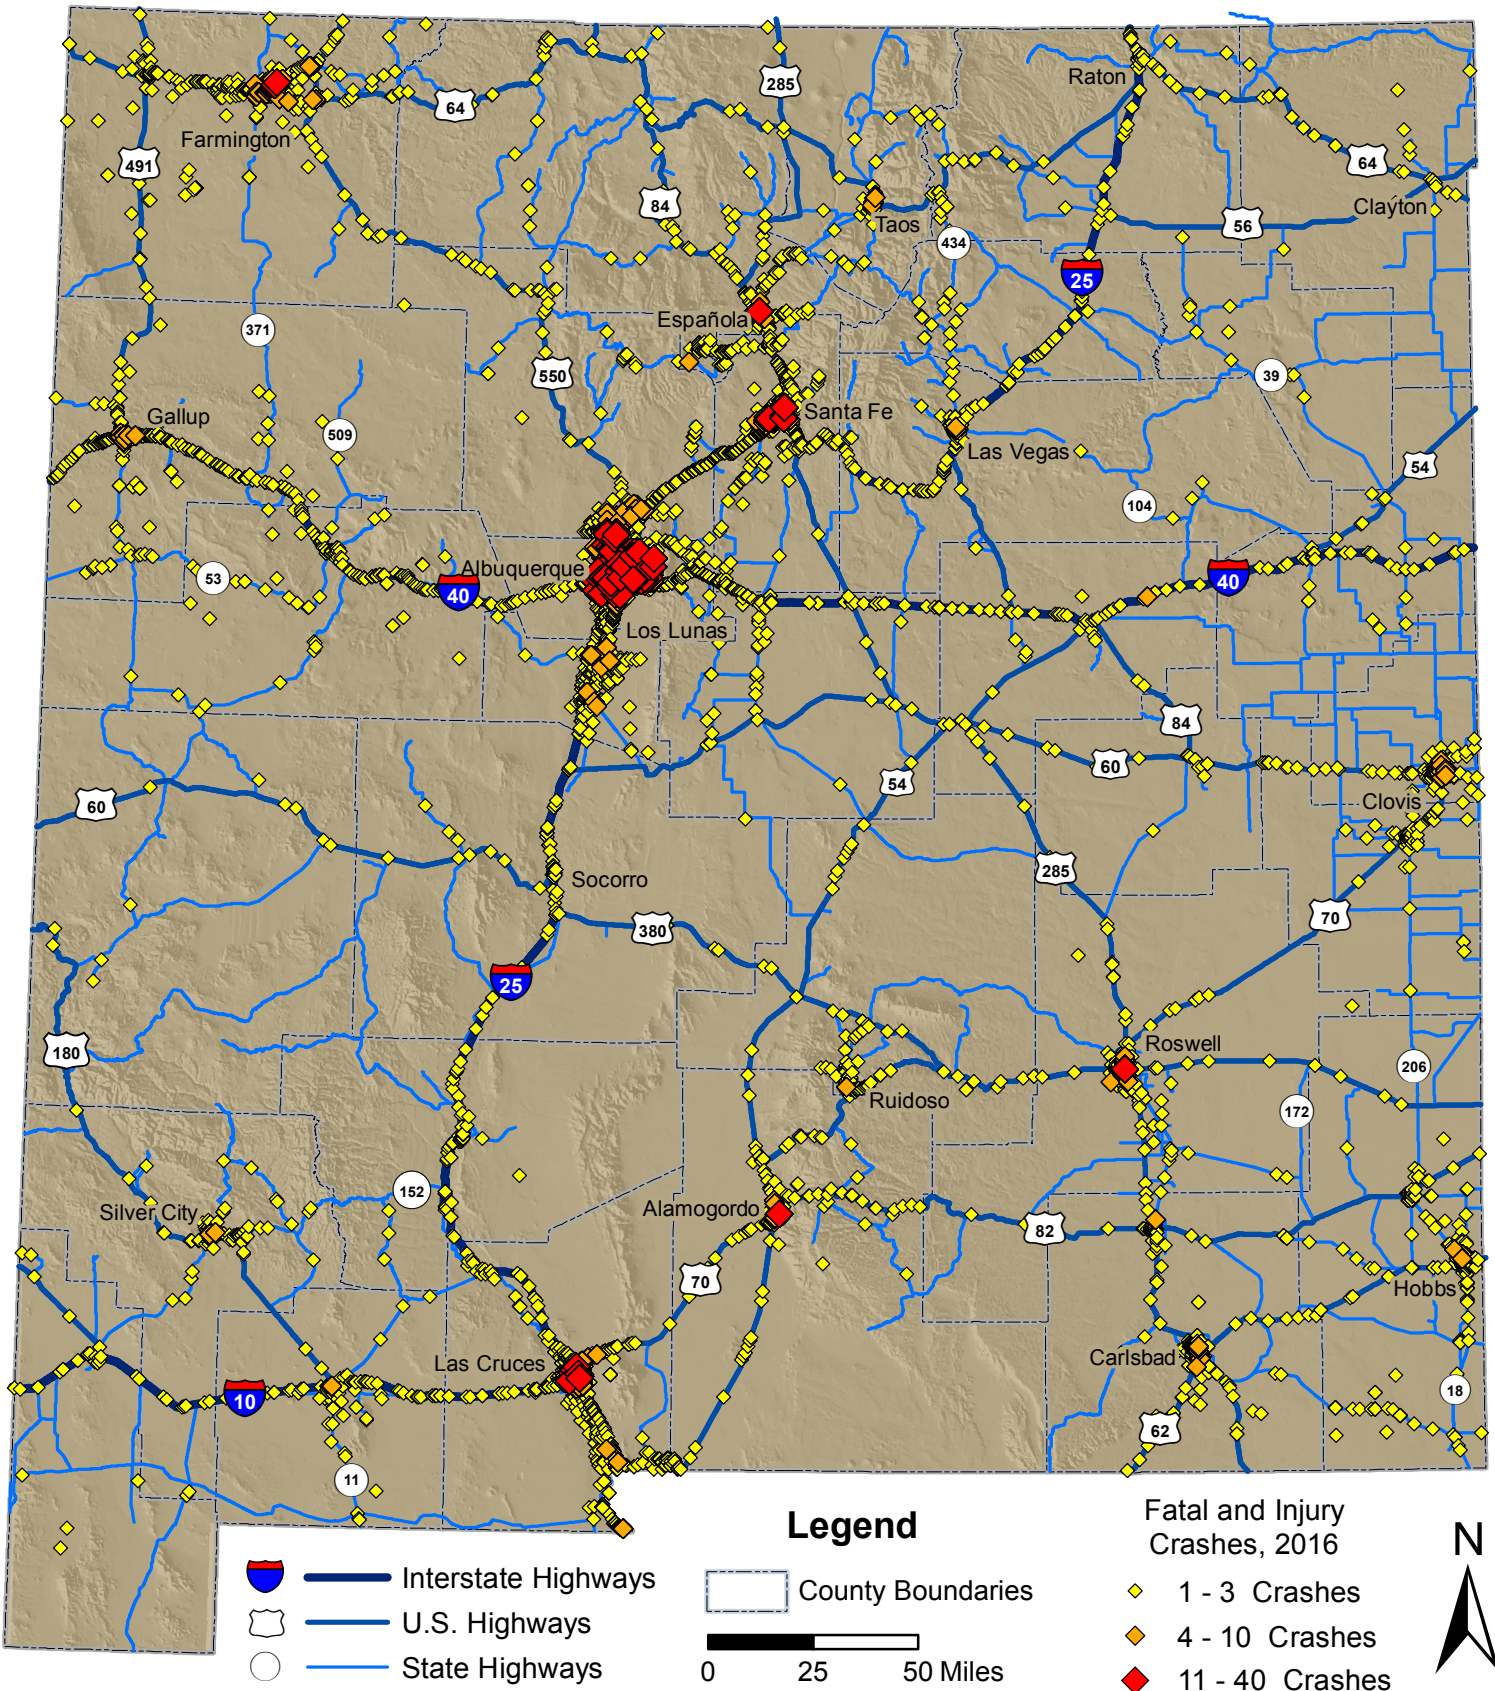 285
Raton
64
Farmington
64
491
84
Clayton
56
Taos
434
25
Española
371
550
39
Santa Fe
Gallup
509
Las Vegas
54
104
Albuquerque
53
40
40
Los Lunas
84
60
54
60
Clovis
285
Socorro
70
380
25
Roswell
180
206
Ruidoso
172
152
Silver City
Alamogordo
82
70
Hobbs
Las Cruces
Carlsbad
10
18
62
11
Legend
Interstate Highways
U.S. Highways
State Highways
County Boundaries
0 25 50 Miles
Fatal and Injury
Crashes, 2016
1 - 3 Crashes
4 - 10 Crashes
11 - 40 Crashes
N